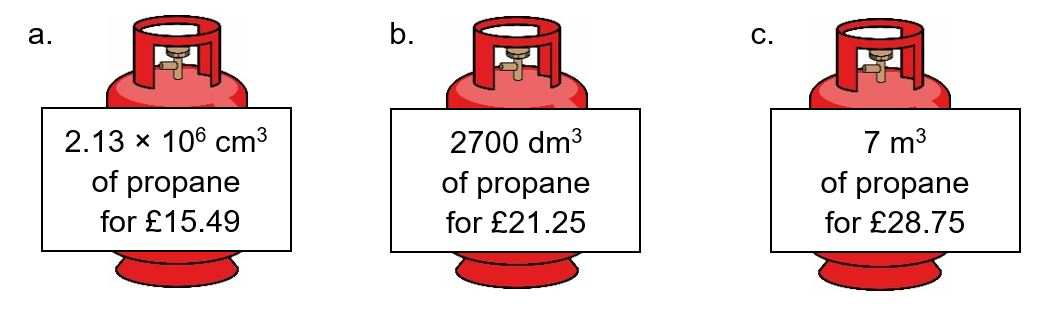 a.
2.13 × 10⁶ cm³
of propane
for £15.49
b.
2700 dm³
of propane
for £21.25
c.
7 m³
of propane
for £28.75